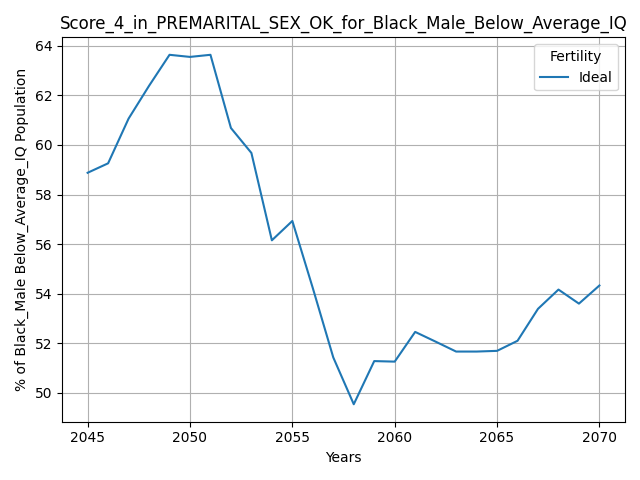 Score_4_in_PREMARITAL_SEX_OK_for_Black_Male_Below_Average_IQ
% of Black_Male Below_Average_IQ Population
64
62
60
58
56
54
52
50
Fertility
Ideal
2045
2050
2055
2060
2065
2070
Years